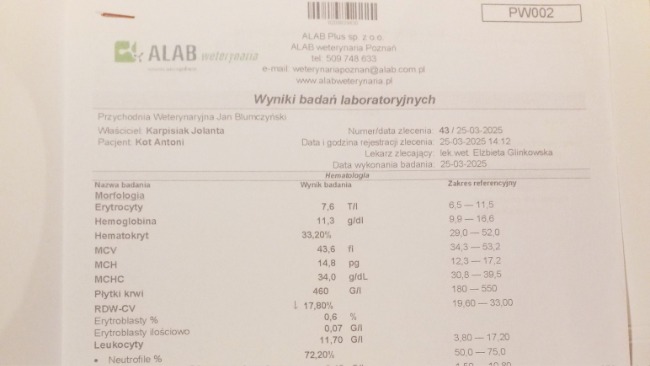 PW002
ALAB Plus sp. z o.o.
ALAB weterynaria Poznań
tel: 509 748 633
e-mail: weterynariapoznan@alab.com.pl
www.alabweterynaria.pl
ALAB weterynaria
Wyniki badań laboratoryjnych
Przychodnia Weterynaryjna Jan Blumczyński
Właściciel: Karpisiak Jolanta Numer/data zlecenia: 43 / 25-03-2025
Pacjent: Kot Antoni Data i godzina rejestracji zlecenia: 25-03-2025 14:12
Lekarz zlecający: lek.wet. Elżbieta Glinkowska
Data wykonania badania: 25-03-2025
Hematologia
Nazwa badania Wynik badania Zakres referencyjny
Morfologia
Erytrocyty 7,6 T/l 6,5 — 11,5
Hemoglobina 11,3 g/dl 9,9 — 16,6
Hematokryt 33,20% 29,0 — 52,0
MCV 43,6 fl 34,3 — 53,2
MCH 14,8 pg 12,3 — 17,2
MCHC 34,0 g/dL 30,8 — 39,5
Płytki krwi 460 G/l 180 — 550
RDW-CV ↓ 17,80% 19,60 — 33,00
Erytroblasty % 0,6 %
Erytroblasty ilościowo 0,07 G/l
Leukocyty 11,70 G/l 3,80 — 17,20
• Neutrofile % 72,20% 50,0 — 75,0